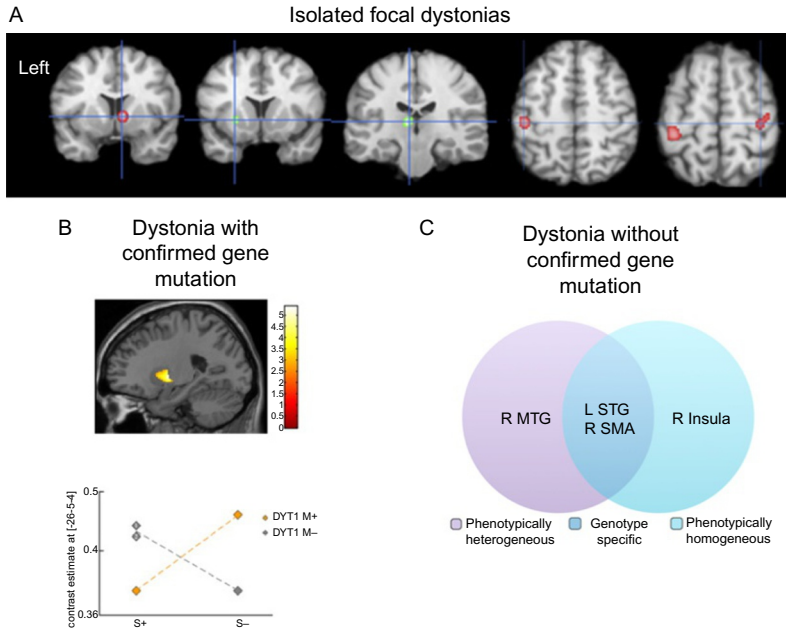 A
Isolated focal dystonias
Left
B
Dystonia with
confirmed gene
mutation
5
4.5
4
3.5
3
2.5
2
1.5
1
0.5
0
0.5
0.4
0.36
contrast estimate at [-26-5-4]
S+
S–
DYT1 M+
DYT1 M–
C
Dystonia without
confirmed gene
mutation
R MTG
L STG
R SMA
R Insula
Phenotypically
heterogeneous
Genotype
specific
Phenotypically
homogeneous